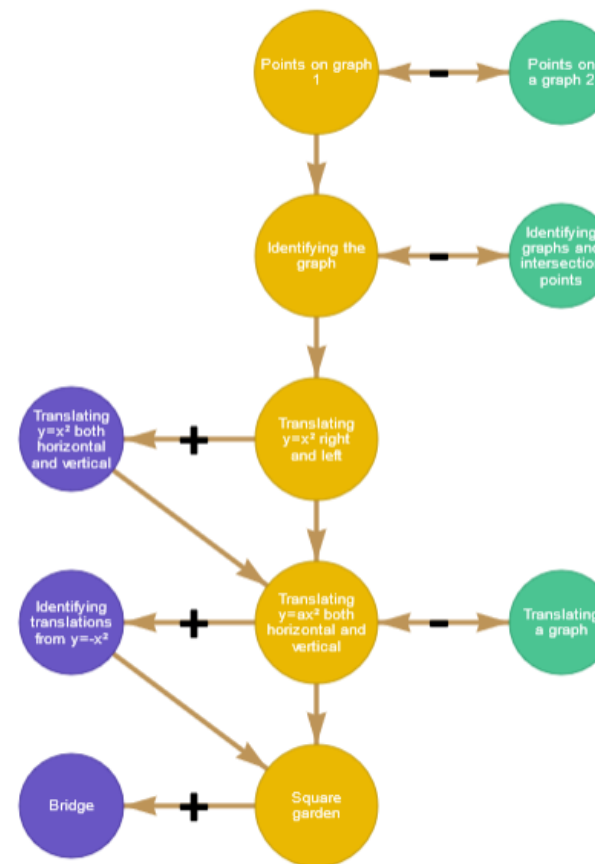 Points on graph
1
-
Points on
a graph 2
Identifying the
graph
-
Identifying
graphs and
intersection
points
Translating
y=x² both
horizontal
and vertical
+
Translating
y=x² right
and left
Identifying
translations
from y=-x²
+
Translating
y=ax² both
horizontal and
vertical
-
Translating
a graph
Bridge
+
Square
garden